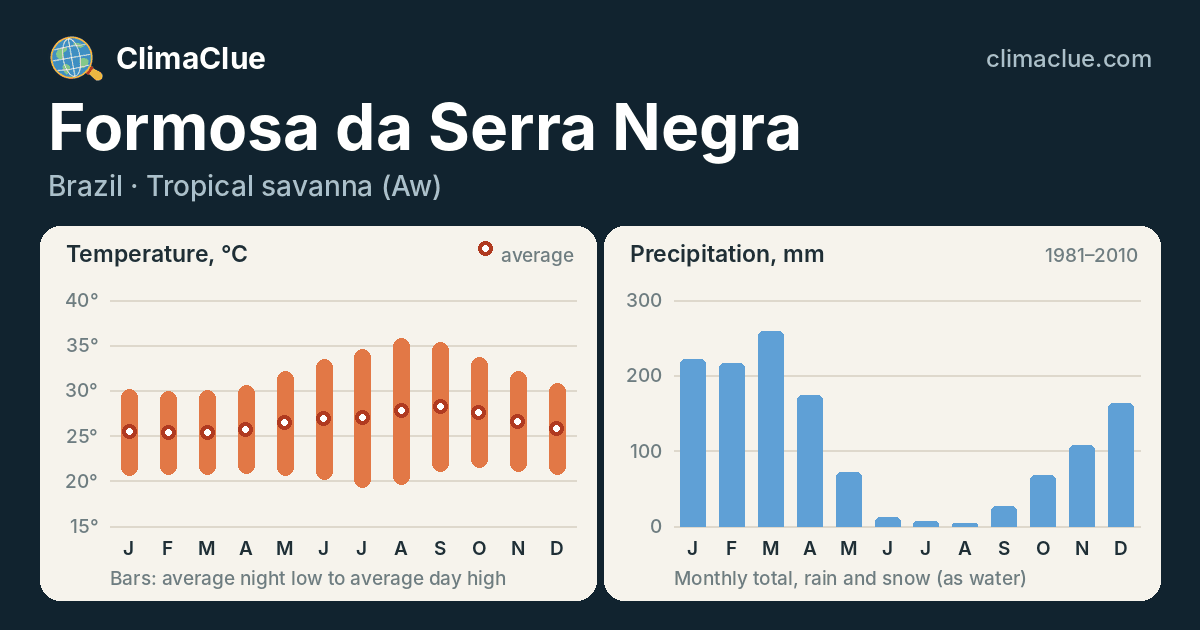 ClimaClue
climaclue.com
Formosa da Serra Negra
Brazil · Tropical savanna (Aw)
Temperature, °C
average
40°
35°
30°
25°
20°
15°
J F M A M J J A S O N D
Bars: average night low to average day high
Precipitation, mm
1981–2010
300
200
100
0
J F M A M J J A S O N D
Monthly total, rain and snow (as water)